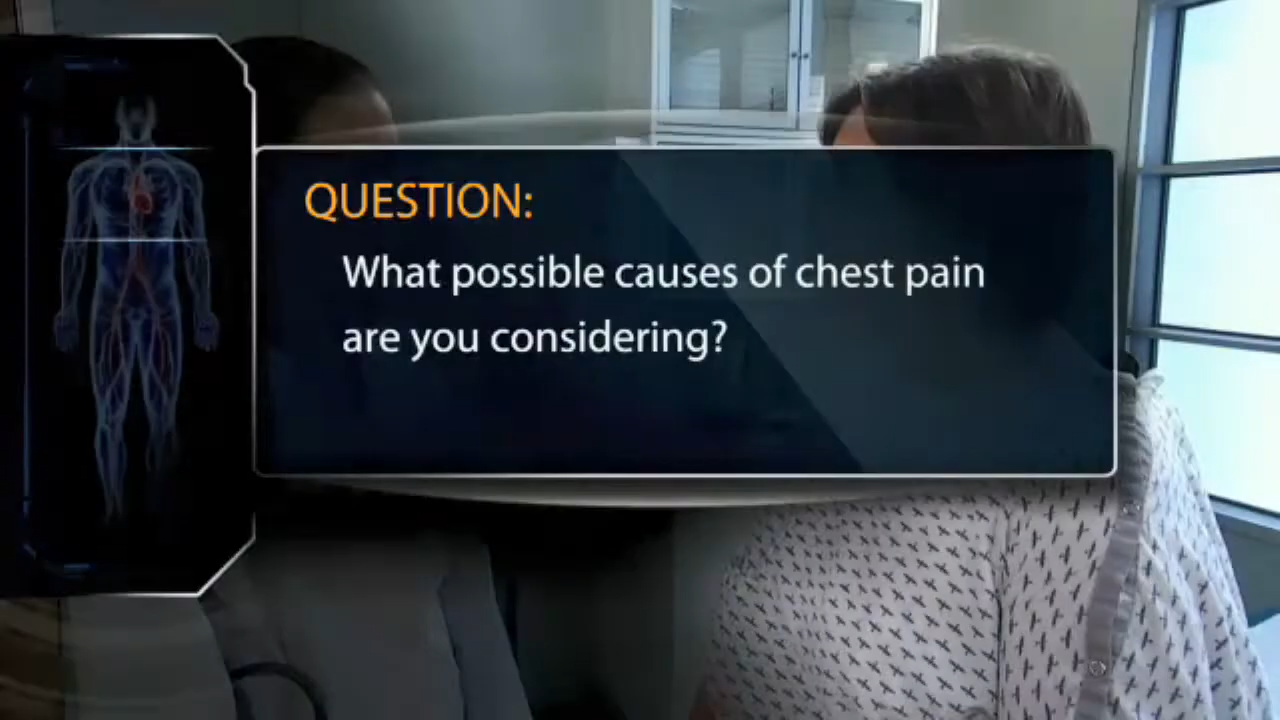 QUESTION:
What possible causes of chest pain
are you considering?